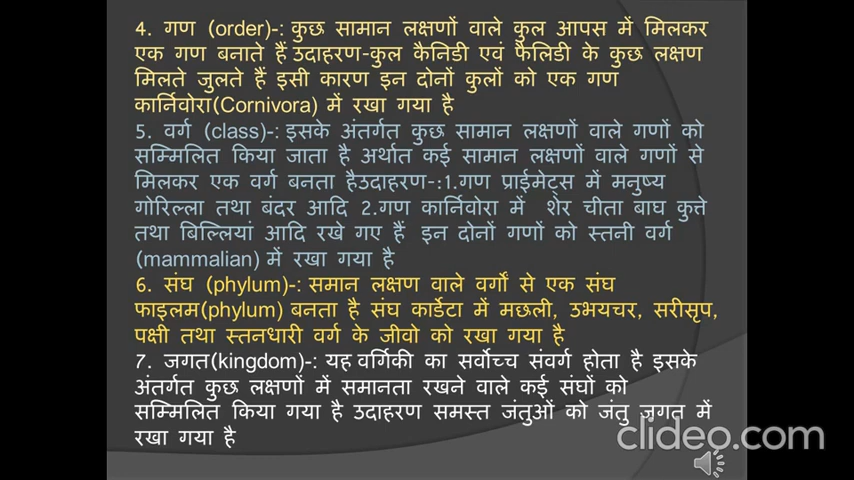 4. गण (order)-: कुछ सामान लक्षणों वाले कुल आपस में मिलकर
एक गण बनाते हैं उदाहरण-कुल कैनिडी एवं फैलिडी के कुछ लक्षण
मिलते जुलते हैं इसी कारण इन दोनों कुलों को एक गण
कार्निवोरा(Cornivora) में रखा गया है
5. वर्ग (class)-: इसके अंतर्गत कुछ सामान लक्षणों वाले गणों को
सम्मिलित किया जाता है अर्थात कई सामान लक्षणों वाले गणों से
मिलकर एक वर्ग बनता हैउदाहरण-:1.गण प्राईमेट्स में मनुष्य
गोरिल्ला तथा बंदर आदि 2.गण कार्निवोरा में शेर चीता बाघ कुत्ते
तथा बिल्लियां आदि रखे गए हैं इन दोनों गणों को स्तनी वर्ग
(mammalian) में रखा गया है
6. संघ (phylum)-: समान लक्षण वाले वर्गों से एक संघ
फाइलम(phylum) बनता है संघ कार्डेटा में मछली, उभयचर, सरीसृप,
पक्षी तथा स्तनधारी वर्ग के जीवो को रखा गया है
7. जगत(kingdom)-: यह वर्गिकी का सर्वोच्च संवर्ग होता है इसके
अंतर्गत कुछ लक्षणों में समानता रखने वाले कई संघों को
सम्मिलित किया गया है उदाहरण समस्त जंतुओं को जंतु जगत में
रखा गया है
clideo.com